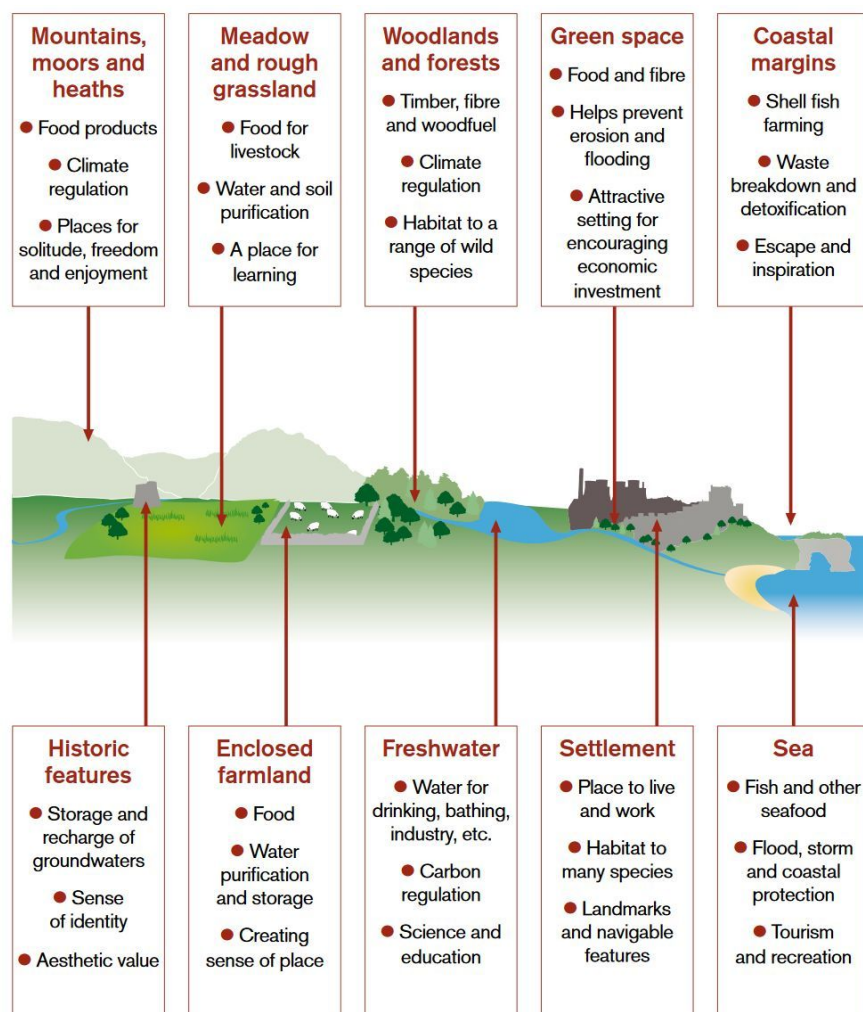 Mountains,
moors and
heaths
● Food products
● Climate
regulation
● Places for
solitude, freedom
and enjoyment
Meadow
and rough
grassland
● Food for
livestock
● Water and soil
purification
● A place for
learning
Woodlands
and forests
● Timber, fibre
and woodfuel
● Climate
regulation
● Habitat to a
range of wild
species
Green space
● Food and fibre
● Helps prevent
erosion and
flooding
● Attractive
setting for
encouraging
economic
investment
Coastal
margins
● Shell fish
farming
● Waste
breakdown and
detoxification
● Escape and
inspiration
Historic
features
● Storage and
recharge of
groundwaters
● Sense
of identity
● Aesthetic value
Enclosed
farmland
● Food
● Water
purification
and storage
● Creating
sense of place
Freshwater
● Water for
drinking, bathing,
industry, etc.
● Carbon
regulation
● Science and
education
Settlement
● Place to live
and work
● Habitat to
many species
● Landmarks
and navigable
features
Sea
● Fish and other
seafood
● Flood, storm
and coastal
protection
● Tourism
and recreation